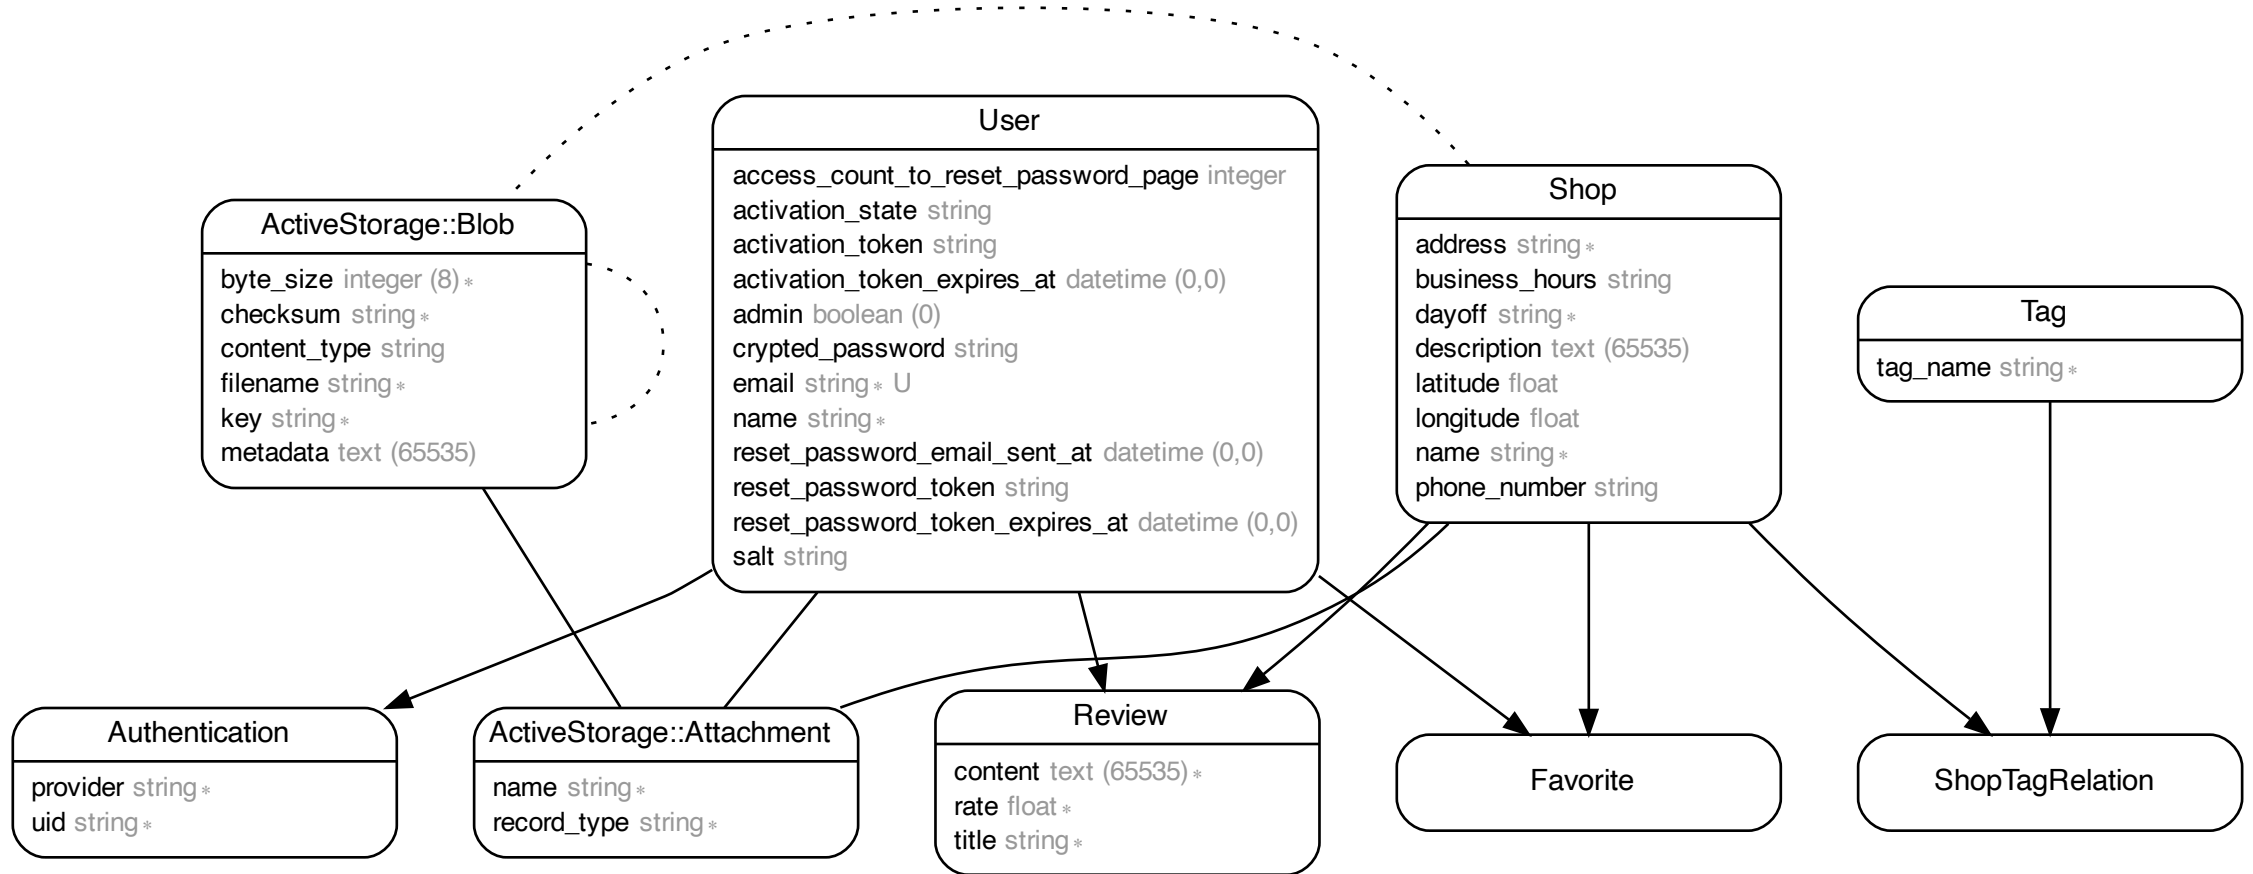 User
access_count_to_reset_password_page integer
activation_state string
activation_token string
activation_token_expires_at datetime (0,0)
admin boolean (0)
crypted_password string
email string* U
name string*
reset_password_email_sent_at datetime (0,0)
reset_password_token string
reset_password_token_expires_at datetime (0,0)
salt string
Shop
address string*
business_hours string
dayoff string*
description text (65535)
latitude float
longitude float
name string*
phone_number string
ActiveStorage::Blob
byte_size integer (8)*
checksum string*
content_type string
filename string*
key string*
metadata text (65535)
Tag
tag_name string*
Authentication
provider string*
uid string*
ActiveStorage::Attachment
name string*
record_type string*
Review
content text (65535)*
rate float*
title string*
Favorite
ShopTagRelation